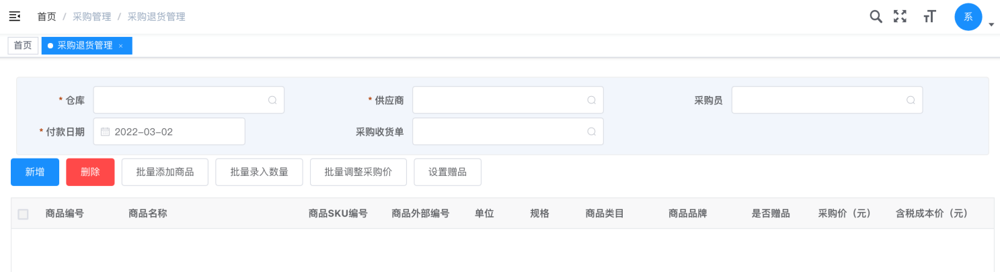 首页 / 采购管理 / 采购退货管理
系
首页 采购退货管理 ×
* 仓库 * 供应商 采购员
* 付款日期 2022-03-02 采购收货单
新增 删除 批量添加商品 批量录入数量 批量调整采购价 设置赠品
商品编号 商品名称 商品SKU编号 商品外部编号 单位 规格 商品类目 商品品牌 是否赠品 采购价（元） 含税成本价（元）